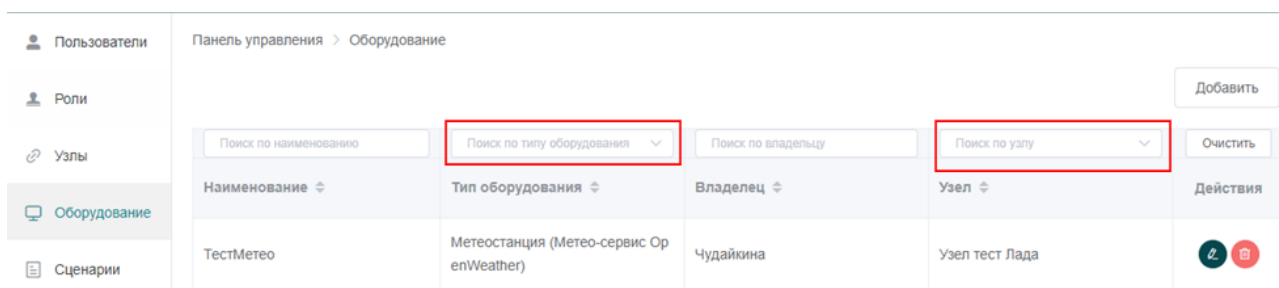 Пользователи
Роли
Узлы
Оборудование
Сценарии
Панель управления > Оборудование
Добавить
Поиск по наименованию
Поиск по типу оборудования
Поиск по владельцу
Поиск по узлу
Очистить
Наименование
Тип оборудования
Владелец
Узел
Действия
ТестМетео
Метеостанция (Метео-сервис Op
enWeather)
Чудайкина
Узел тест Лада